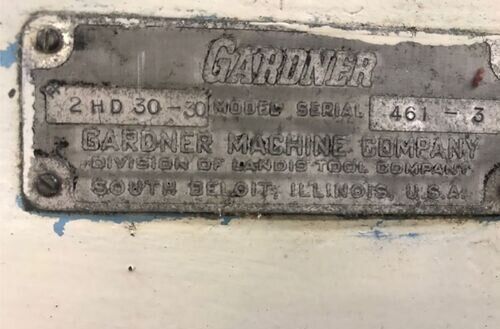 GARDNER
2 HD 30-30 MODEL SERIAL 461-3
GARDNER MACHINE COMPANY
DIVISION OF LANDIS TOOL COMPANY
SOUTH BELOIT, ILLINOIS, U.S.A.